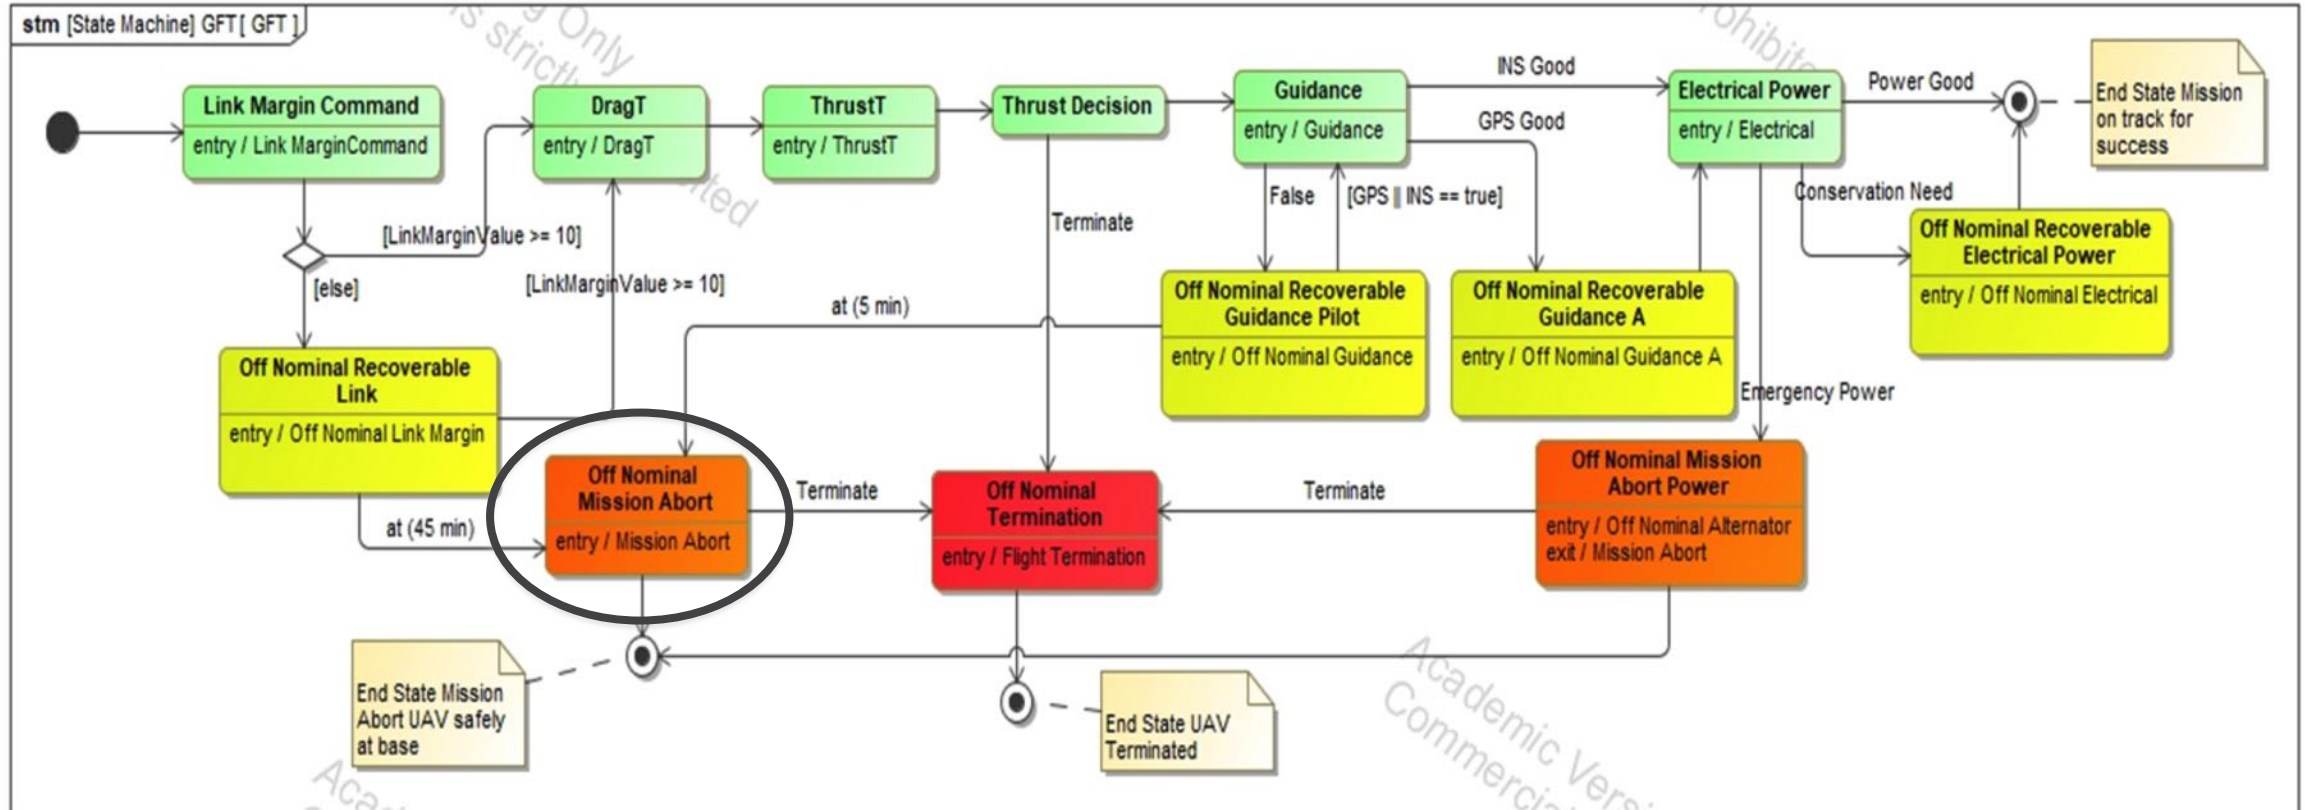 stm [State Machine] GFT[ GFT ]
Link Margin Command
entry / Link MarginCommand
DragT
entry / DragT
ThrustT
entry / ThrustT
Thrust Decision
Guidance
entry / Guidance
INS Good
GPS Good
Electrical Power
entry / Electrical
Power Good
End State Mission
on track for
success
False
[GPS || INS == true]
Conservation Need
Terminate
[LinkMarginValue >= 10]
[else]
[LinkMarginValue >= 10]
at (5 min)
Off Nominal Recoverable
Guidance Pilot
entry / Off Nominal Guidance
Off Nominal Recoverable
Guidance A
entry / Off Nominal Guidance A
Off Nominal Recoverable
Electrical Power
entry / Off Nominal Electrical
Off Nominal Recoverable
Link
entry / Off Nominal Link Margin
Emergency Power
at (45 min)
Off Nominal
Mission Abort
entry / Mission Abort
Terminate
Off Nominal
Termination
entry / Flight Termination
Terminate
Off Nominal Mission
Abort Power
entry / Off Nominal Alternator
exit / Mission Abort
End State Mission
Abort UAV safely
at base
End State UAV
Terminated
Only
is strictly
Academic